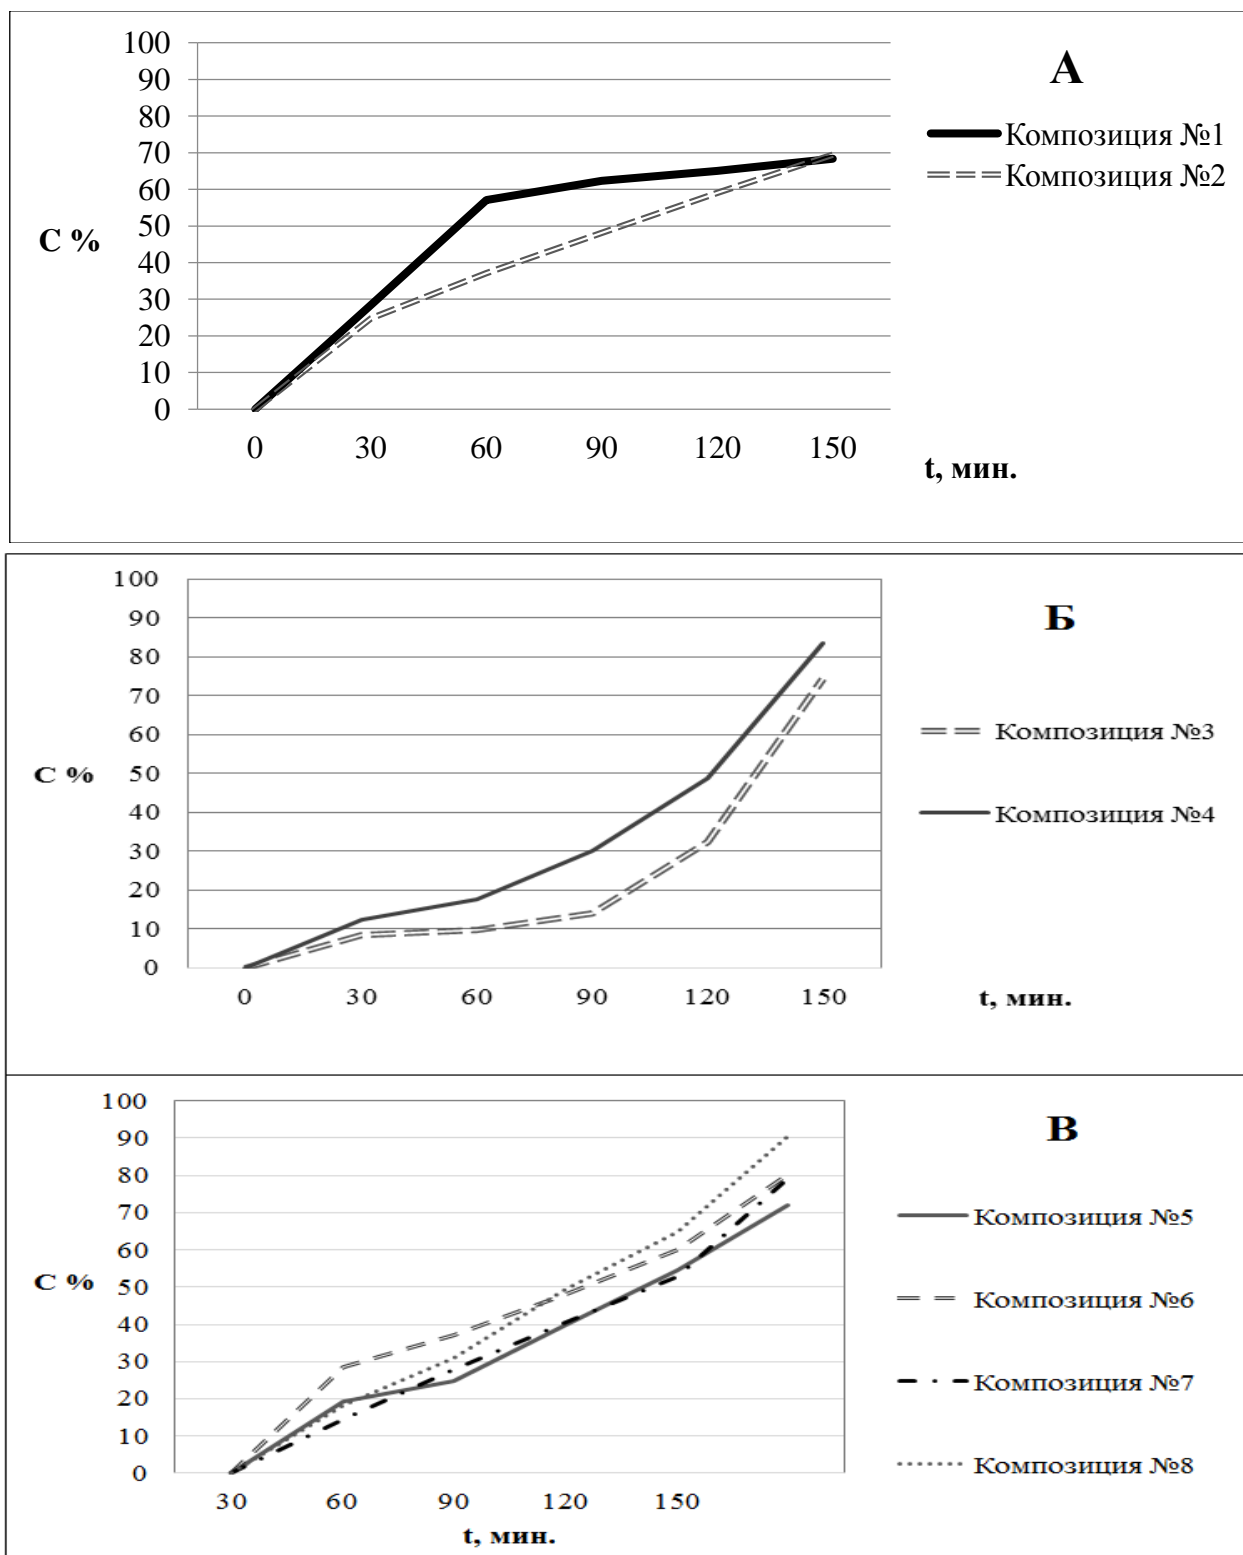 100
90
80
70
60
50
40
30
20
10
0
С %
0 30 60 90 120 150
t, мин.
А
Композиция №1
Композиция №2
100
90
80
70
60
50
40
30
20
10
0
С %
0 30 60 90 120 150
t, мин.
Б
Композиция №3
Композиция №4
100
90
80
70
60
50
40
30
20
10
0
С %
30 60 90 120 150
t, мин.
В
Композиция №5
Композиция №6
Композиция №7
Композиция №8